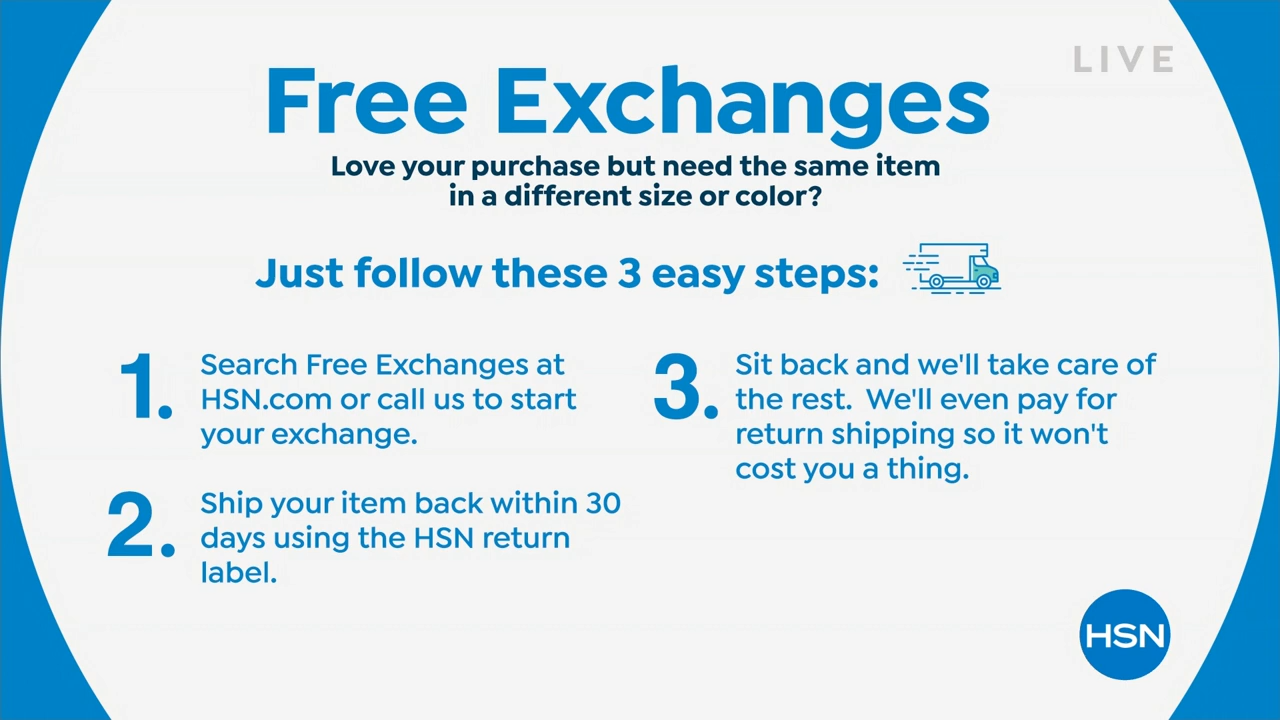 LIVE
Free Exchanges
Love your purchase but need the same item
in a different size or color?
Just follow these 3 easy steps:
1. Search Free Exchanges at
HSN.com or call us to start
your exchange.
2. Ship your item back within 30
days using the HSN return
label.
3. Sit back and we'll take care of
the rest.  We'll even pay for
return shipping so it won't
cost you a thing.
HSN